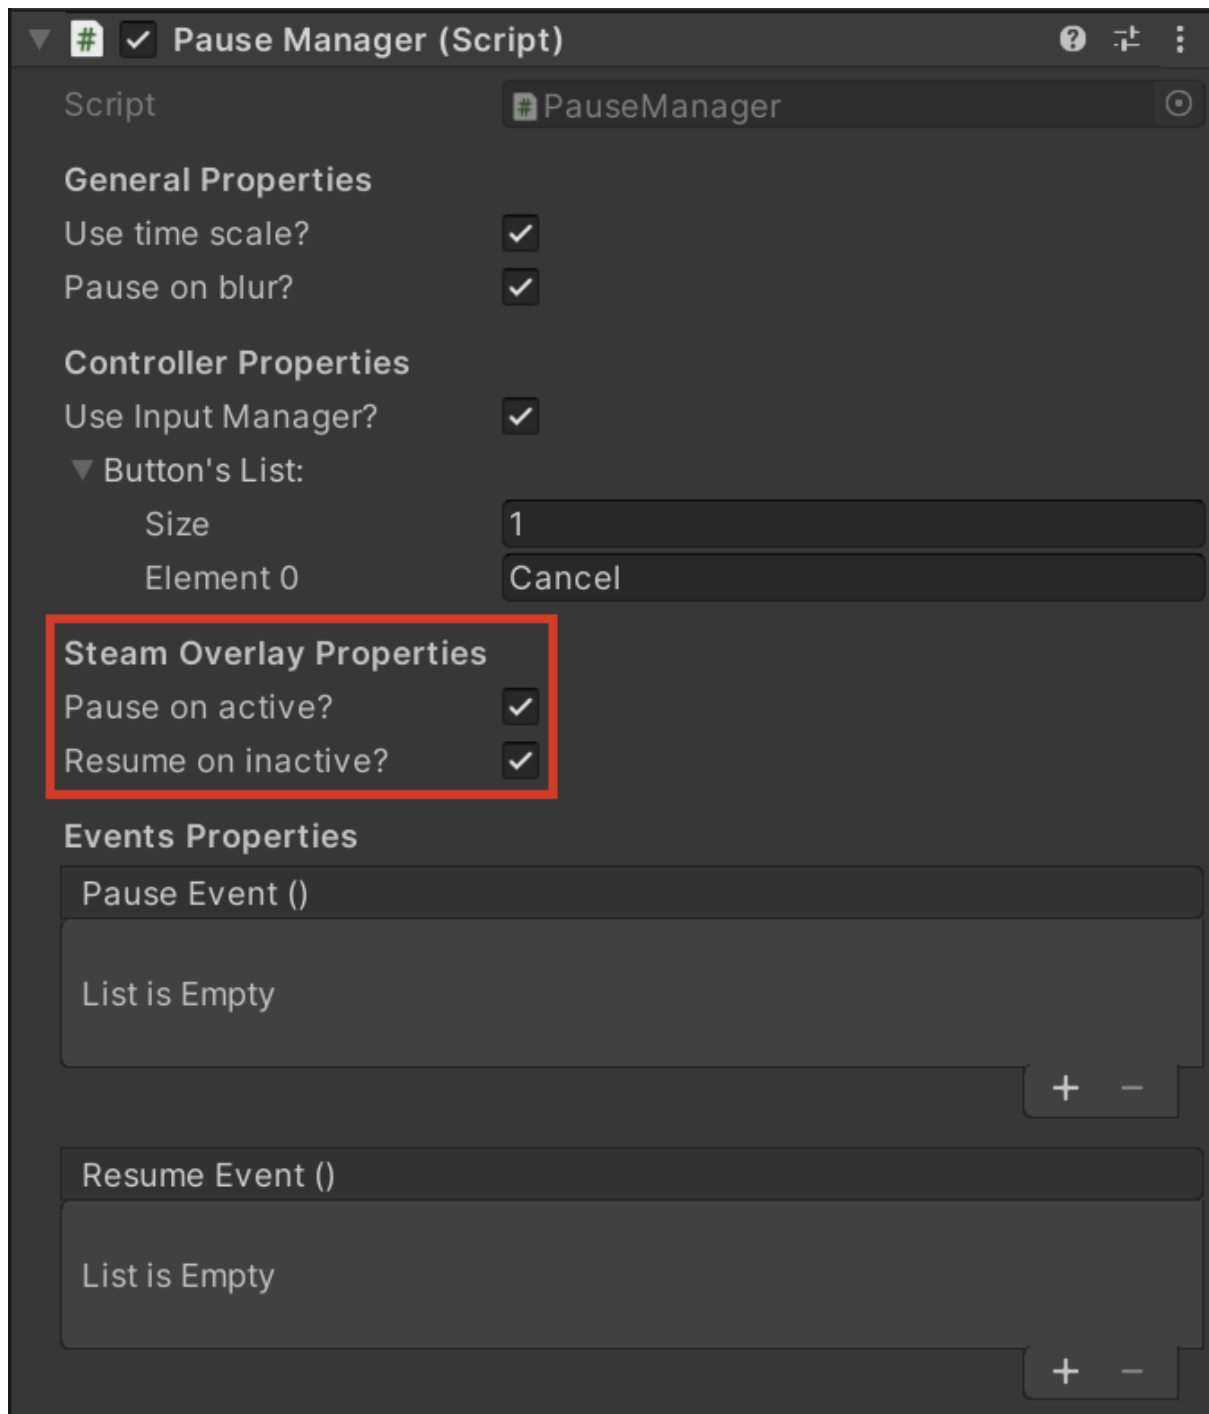 # Pause Manager (Script) ?
Script # PauseManager
General Properties
Use time scale?
Pause on blur?
Controller Properties
Use Input Manager?
Button's List:
Size 1
Element 0 Cancel
Steam Overlay Properties
Pause on active?
Resume on inactive?
Events Properties
Pause Event ()
List is Empty
+ −
Resume Event ()
List is Empty
+ −